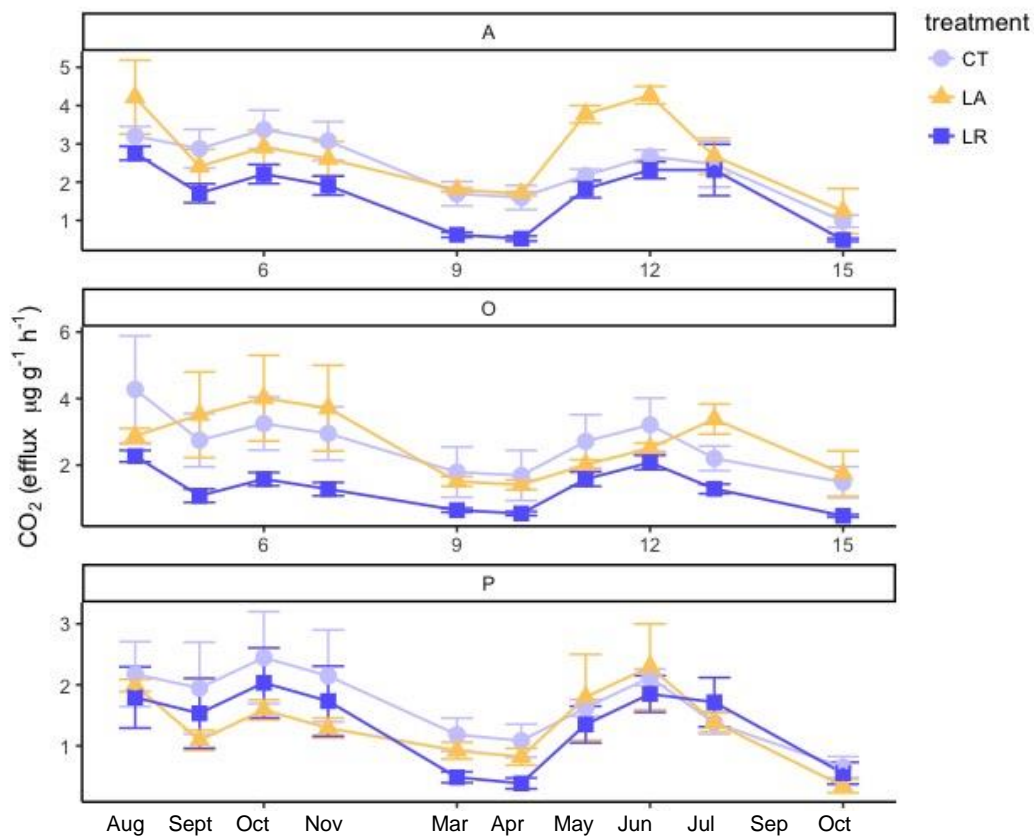 treatment
CT
LA
LR
CO2 (efflux µg g-1 h-1)
A
5
4
3
2
1
6 9 12 15
O
6
4
2
6 9 12 15
P
3
2
1
Aug Sept Oct Nov Mar Apr May Jun Jul Sep Oct